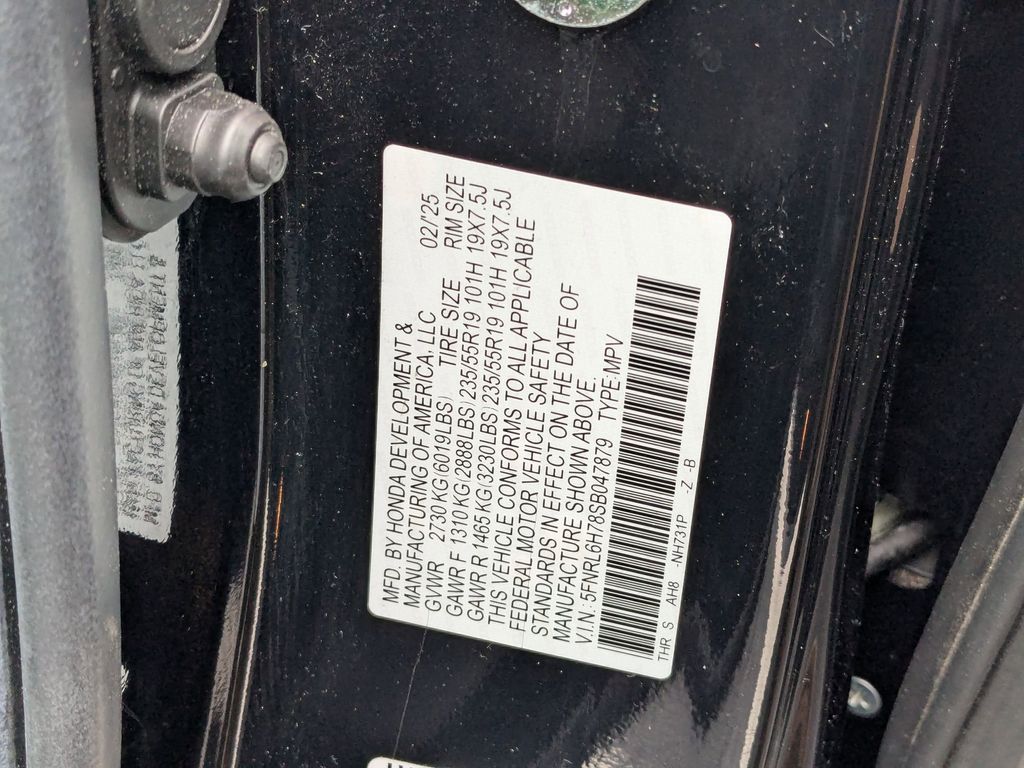 MFD. BY HONDA DEVELOPMENT &
MANUFACTURING OF AMERICA, LLC 02/'25
GVWR 2730 KG(6019LBS) TIRE SIZE RIM SIZE
GAWR F 1310 KG(2888LBS) 235/55R19 101H 19X7.5J
GAWR R 1465 KG(3230LBS) 235/55R19 101H 19X7.5J
THIS VEHICLE CONFORMS TO ALL APPLICABLE
FEDERAL MOTOR VEHICLE SAFETY
STANDARDS IN EFFECT ON THE DATE OF
MANUFACTURE SHOWN ABOVE.
V.I.N.:5FNRL6H78SB047879 TYPE:MPV
THR S AH8 -NH731P -Z -B